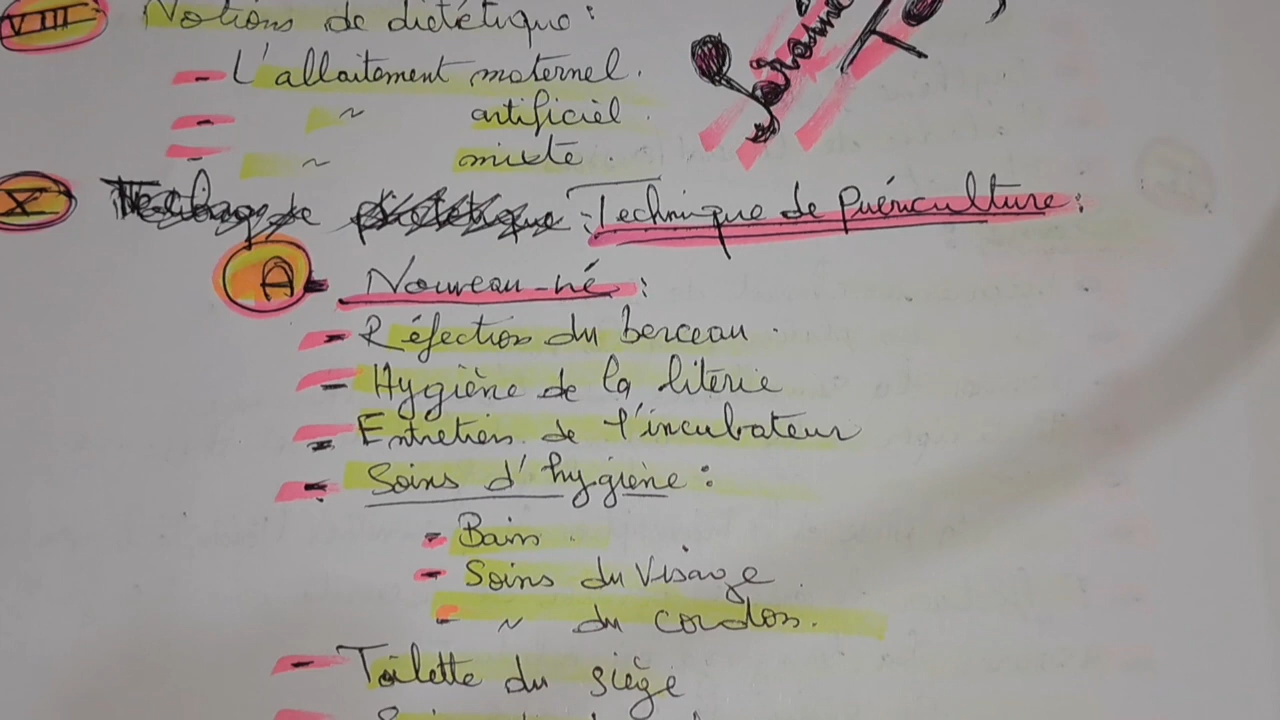 VIII Notions de diététique :
- L'allaitement maternel.
- ~ artificiel.
- ~ mixte.
X Technique de Puériculture :
A - Nouveau-né :
- Réfection du berceau.
- Hygiène de la literie
- Entretien de l'incubateur
- Soins d'hygiène :
- Bain.
- Soins du Visage
- ~ du cordon.
- Toilette du siège